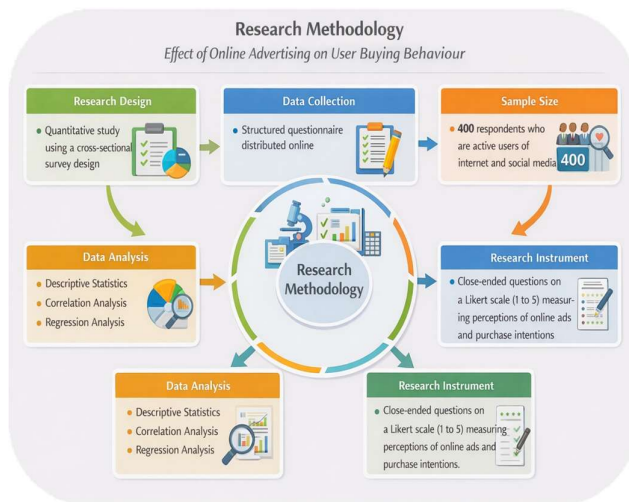 Research Methodology
Effect of Online Advertising on User Buying Behaviour
Research Design
Quantitative study
using a cross-sectional
survey design
Data Collection
Structured questionnaire
distributed online
Sample Size
400 respondents who
are active users of
internet and social media
400
Data Analysis
Descriptive Statistics
Correlation Analysis
Regression Analysis
Research
Methodology
Research Instrument
Close-ended questions on
a Likert scale (1 to 5) measur-
ing perceptions of online ads
and purchase intentions
Data Analysis
Descriptive Statistics
Correlation Analysis
Regression Analysis
Research Instrument
Close-ended questions on
a Likert scale (1 to 5) measuring
perceptions of online ads and
purchase intentions.